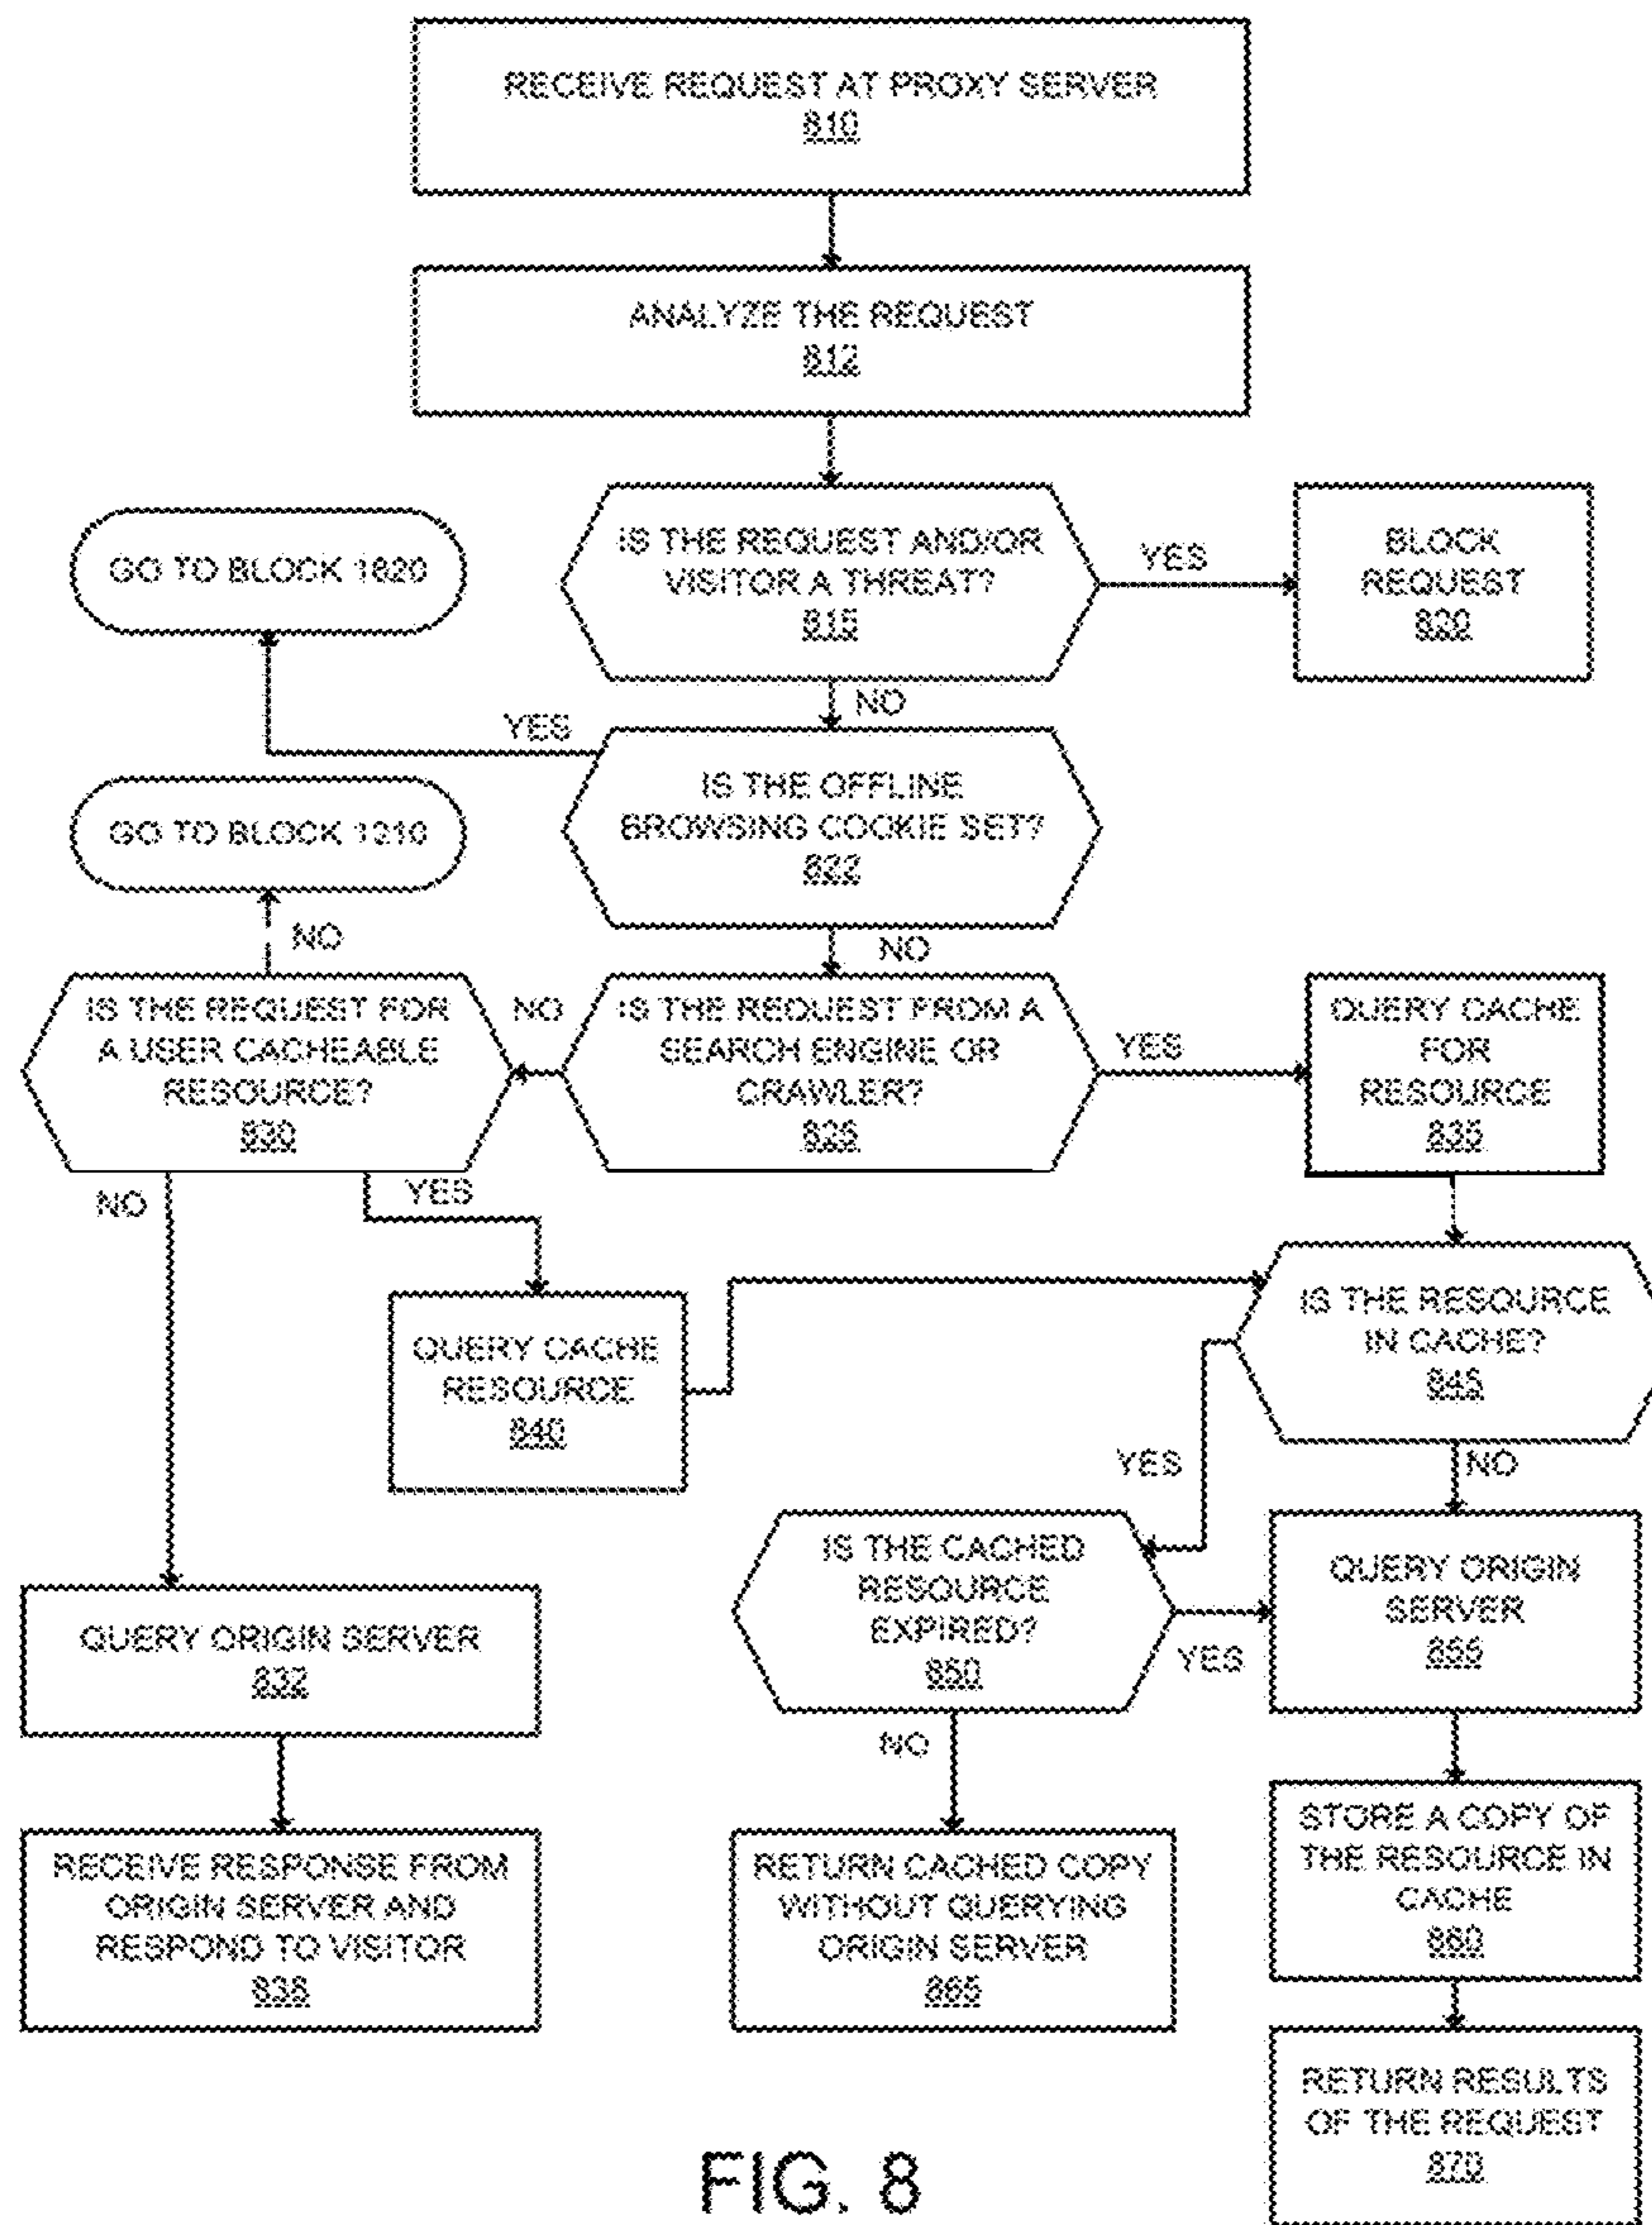 RECEIVE REQUEST AT PROXY SERVER
810
ANALYZE THE REQUEST
812
IS THE REQUEST AND/OR
VISITOR A THREAT?
815
YES
BLOCK
REQUEST
820
GO TO BLOCK 1620
NO
YES
IS THE OFFLINE
BROWSING COOKIE SET?
822
GO TO BLOCK 1210
NO
NO
IS THE REQUEST FOR
A USER CACHEABLE
RESOURCE?
830
NO
IS THE REQUEST FROM A
SEARCH ENGINE OR
CRAWLER?
YES
QUERY CACHE
FOR
RESOURCE
835
NO
YES
QUERY CACHE
RESOURCE
840
IS THE RESOURCE
IN CACHE?
845
YES
NO
IS THE CACHED
RESOURCE
EXPIRED?
850
YES
QUERY ORIGIN
SERVER
QUERY ORIGIN SERVER
832
NO
RECEIVE RESPONSE FROM
ORIGIN SERVER AND
RESPOND TO VISITOR
838
RETURN CACHED COPY
WITHOUT QUERYING
ORIGIN SERVER
865
STORE A COPY OF
THE RESOURCE IN
CACHE
860
RETURN RESULTS
OF THE REQUEST
870
FIG. 8